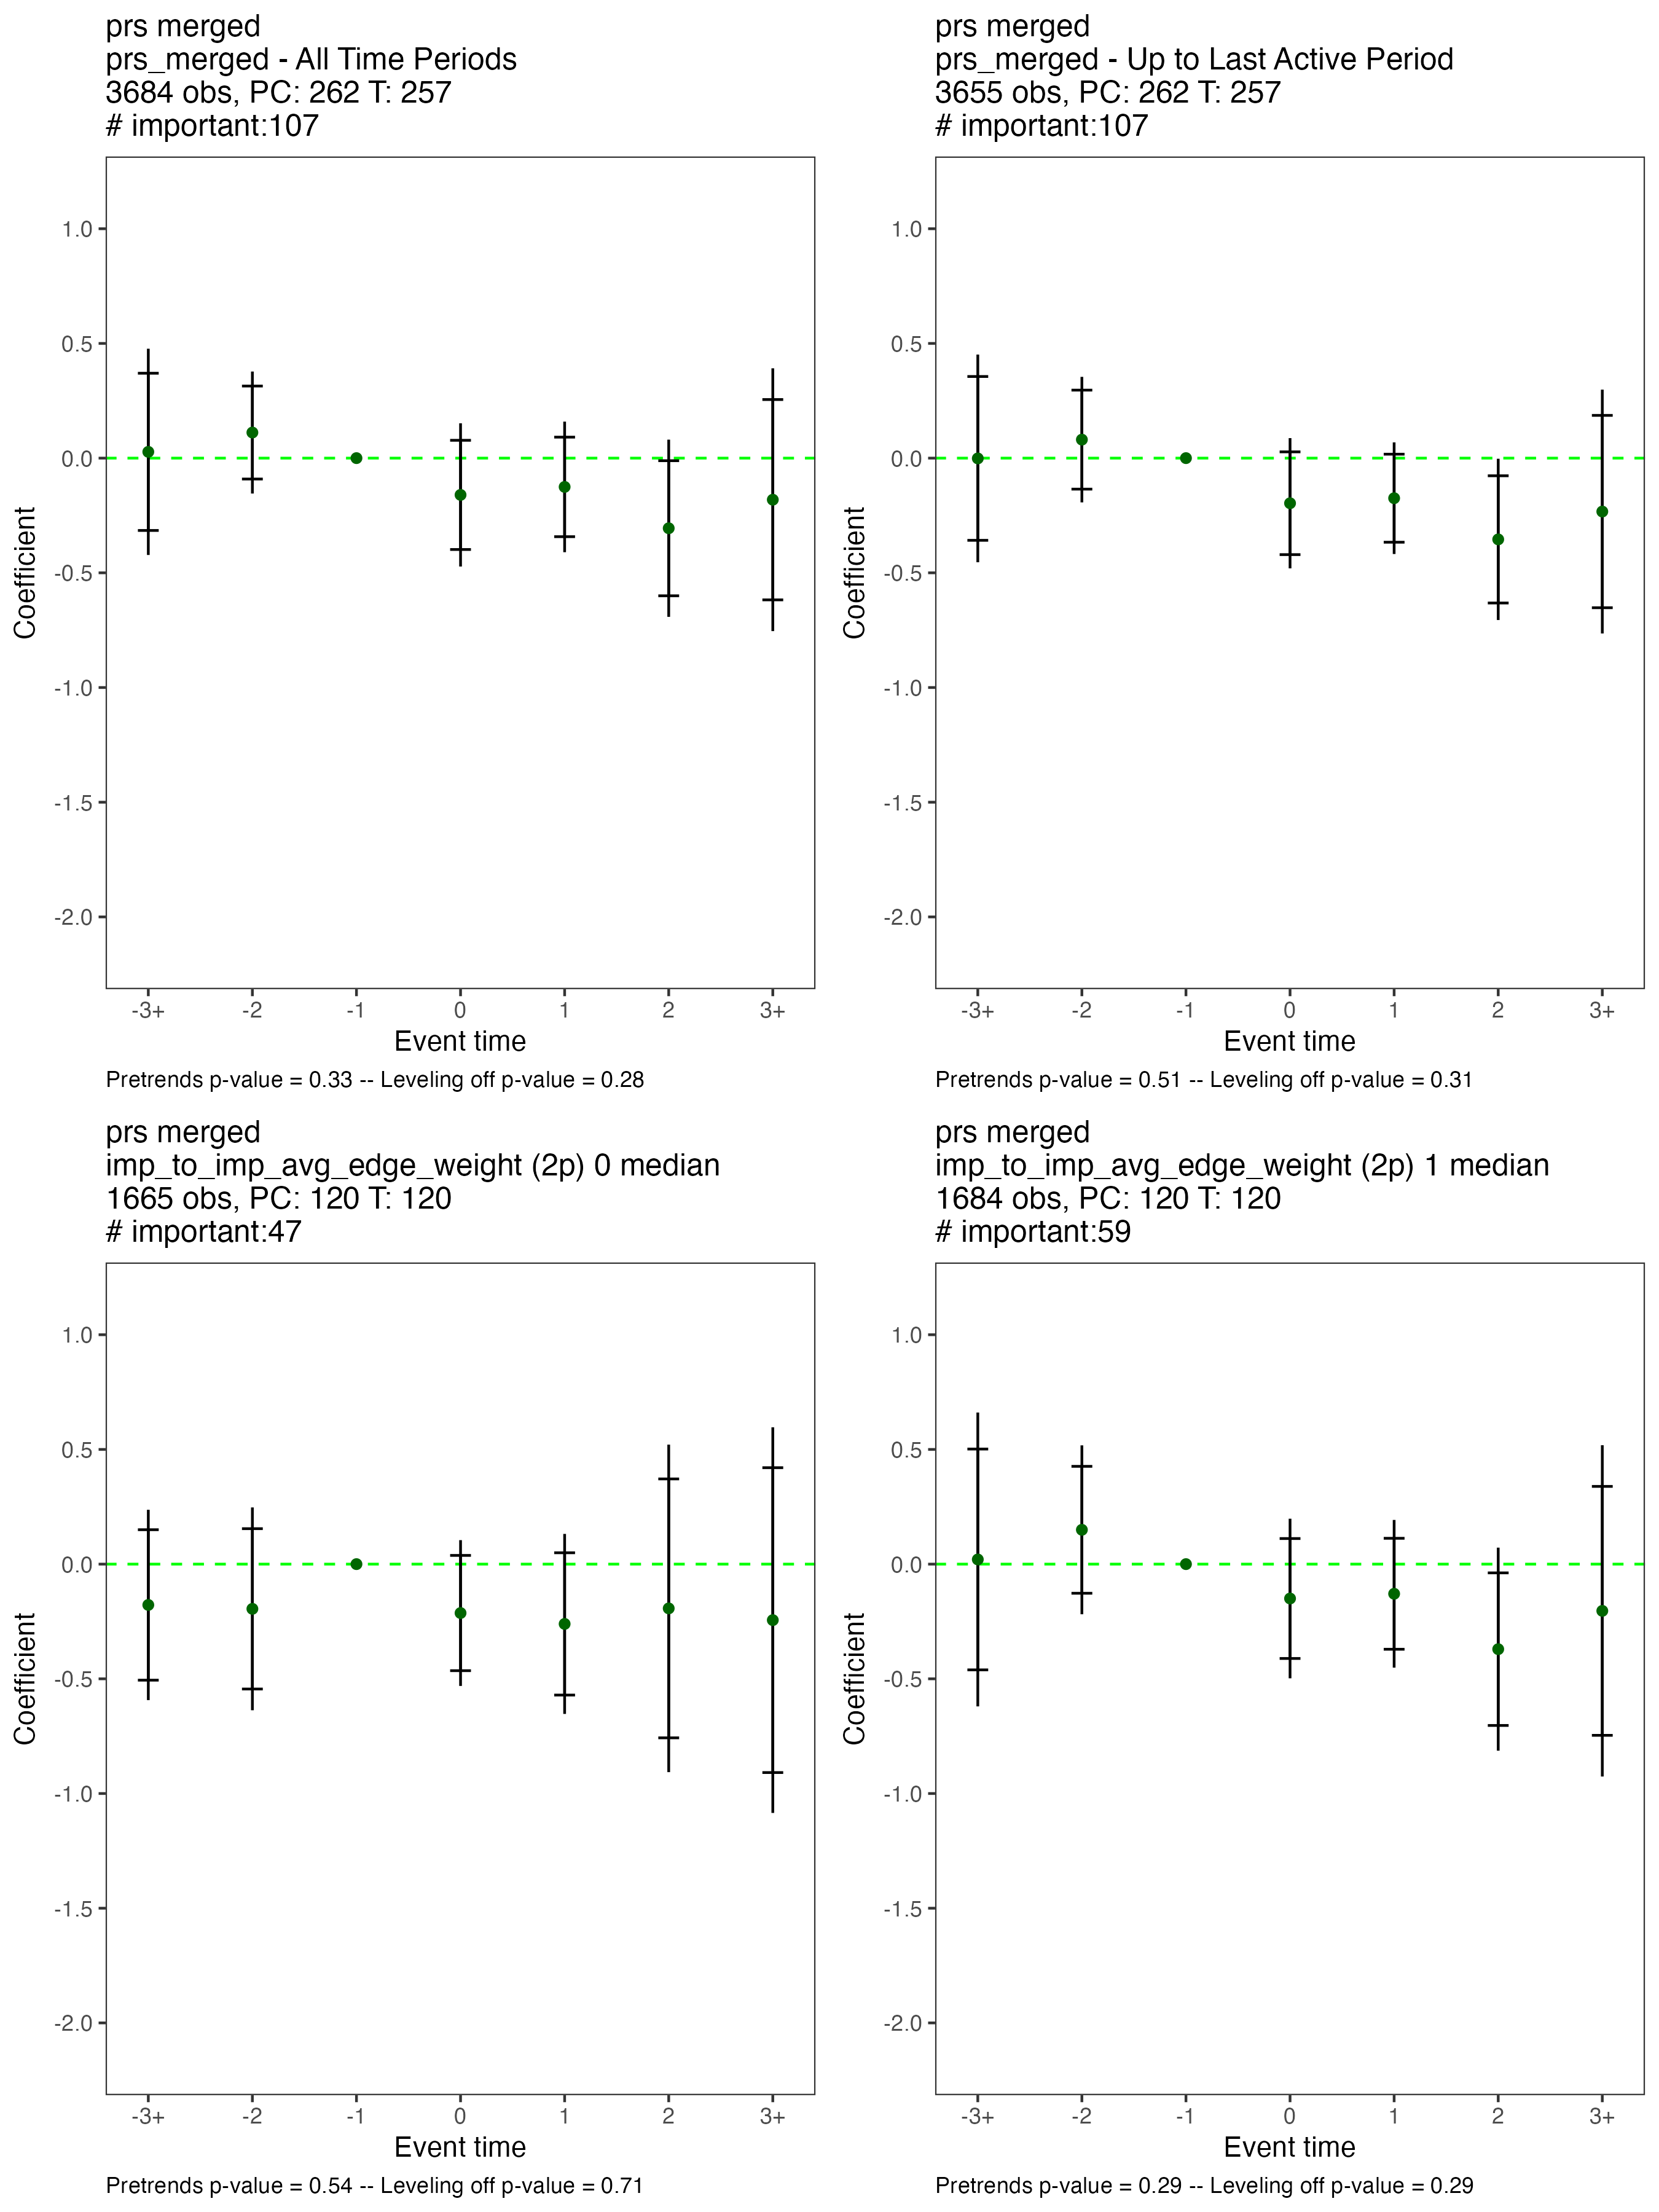 prs merged
prs_merged - All Time Periods
3684 obs, PC: 262 T: 257
# important:107
1.0
0.5
0.0
-0.5
-1.0
-1.5
-2.0
Coefficient
-3+ -2 -1 0 1 2 3+
Event time
Pretrends p-value = 0.33 -- Leveling off p-value = 0.28
prs merged
prs_merged - Up to Last Active Period
3655 obs, PC: 262 T: 257
# important:107
1.0
0.5
0.0
-0.5
-1.0
-1.5
-2.0
Coefficient
-3+ -2 -1 0 1 2 3+
Event time
Pretrends p-value = 0.51 -- Leveling off p-value = 0.31
prs merged
imp_to_imp_avg_edge_weight (2p) 0 median
1665 obs, PC: 120 T: 120
# important:47
1.0
0.5
0.0
-0.5
-1.0
-1.5
-2.0
Coefficient
-3+ -2 -1 0 1 2 3+
Event time
Pretrends p-value = 0.54 -- Leveling off p-value = 0.71
prs merged
imp_to_imp_avg_edge_weight (2p) 1 median
1684 obs, PC: 120 T: 120
# important:59
1.0
0.5
0.0
-0.5
-1.0
-1.5
-2.0
Coefficient
-3+ -2 -1 0 1 2 3+
Event time
Pretrends p-value = 0.29 -- Leveling off p-value = 0.29